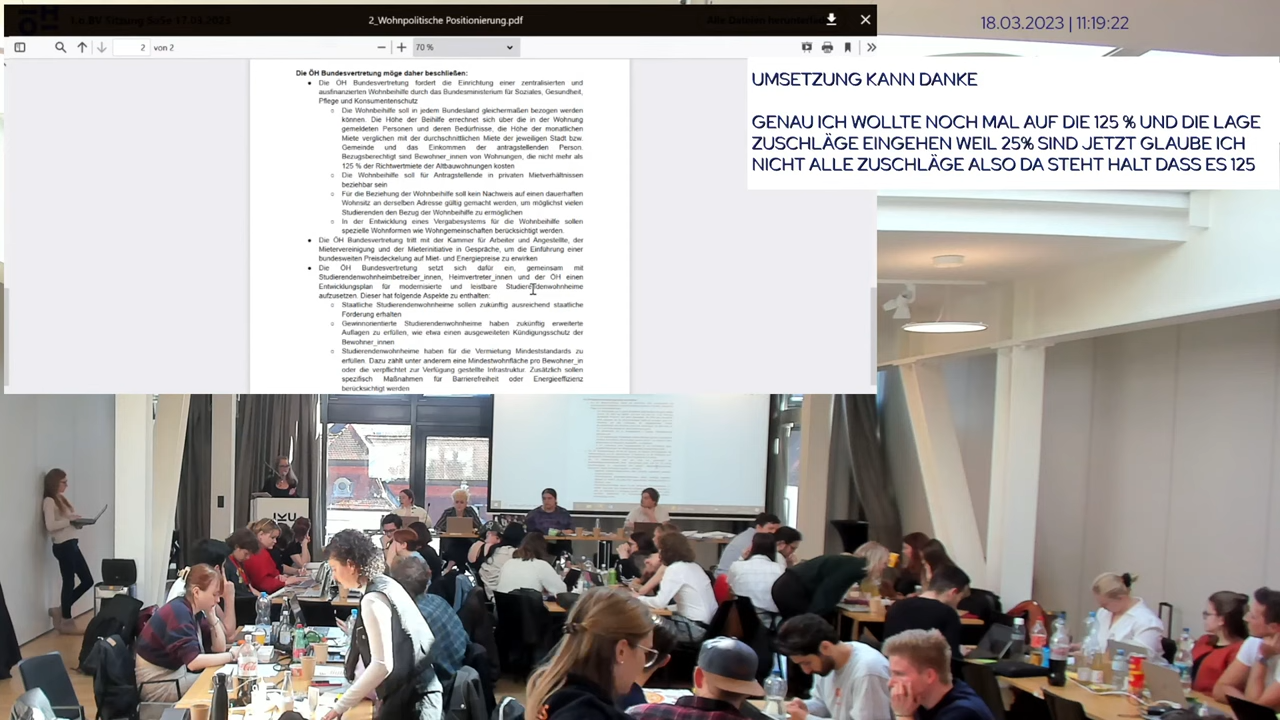 2_Wohnpolitische Positionierung.pdf
18.03.2023 | 11:19:22
2 von 2
70 %
UMSETZUNG KANN DANKE
GENAU ICH WOLLTE NOCH MAL AUF DIE 125 % UND DIE LAGE
ZUSCHLÄGE EINGEHEN WEIL 25% SIND JETZT GLAUBE ICH
NICHT ALLE ZUSCHLÄGE ALSO DA STEHT HALT DASS ES 125
Die ÖH Bundesvertretung möge daher beschließen:
Die ÖH Bundesvertretung fordert die Einrichtung einer zentralisierten und
ausfinanzierten Wohnbeihilfe durch das Bundesministerium für Soziales, Gesundheit,
Pflege und Konsumentenschutz
Die Wohnbeihilfe soll in jedem Bundesland gleichermaßen bezogen werden
können. Die Höhe der Beihilfe errechnet sich über die in der Wohnung
gemeldeten Personen und deren Bedürfnisse, die Höhe der monatlichen
Miete verglichen mit der durchschnittlichen Miete der jeweiligen Stadt bzw.
Gemeinde und das Einkommen der antragstellenden Person.
Bezugsberechtigt sind Bewohner_innen von Wohnungen, die nicht mehr als
125 % der Richtwertmiete der Altbauwohnungen kosten
Die Wohnbeihilfe soll für Antragstellende in privaten Mietverhältnissen
beziehbar sein
Für die Beziehung der Wohnbeihilfe soll kein Nachweis auf einen dauerhaften
Wohnsitz an derselben Adresse gültig gemacht werden, um möglichst vielen
Studierenden den Bezug der Wohnbeihilfe zu ermöglichen
In der Entwicklung eines Vergabesystems für die Wohnbeihilfe sollen
spezielle Wohnformen wie Wohngemeinschaften berücksichtigt werden.
Die ÖH Bundesvertretung tritt mit der Kammer für Arbeiter und Angestellte, der
Mietervereinigung und der Mieterinitiative in Gespräche, um die Einführung einer
bundesweiten Preisdeckelung auf Miet- und Energiepreise zu erwirken
Die ÖH Bundesvertretung setzt sich dafür ein, gemeinsam mit
Studierendenwohnheimbetreiber_innen, Heimvertreter_innen und der ÖH einen
Entwicklungsplan für modernisierte und leistbare Studierendenwohnheime
aufzusetzen. Dieser hat folgende Aspekte zu enthalten:
Staatliche Studierendenwohnheime sollen zukünftig ausreichend staatliche
Förderung erhalten
Gewinnorientierte Studierendenwohnheime haben zukünftig erweiterte
Auflagen zu erfüllen, wie etwa einen ausgeweiteten Kündigungsschutz der
Bewohner_innen
Studierendenwohnheime haben für die Vermietung Mindeststandards zu
erfüllen. Dazu zählt unter anderem eine Mindestwohnfläche pro Bewohner_in
oder die verpflichtet zur Verfügung gestellte Infrastruktur. Zusätzlich sollen
spezifisch Maßnahmen für Barrierefreiheit oder Energieeffizienz
berücksichtigt werden
JKU